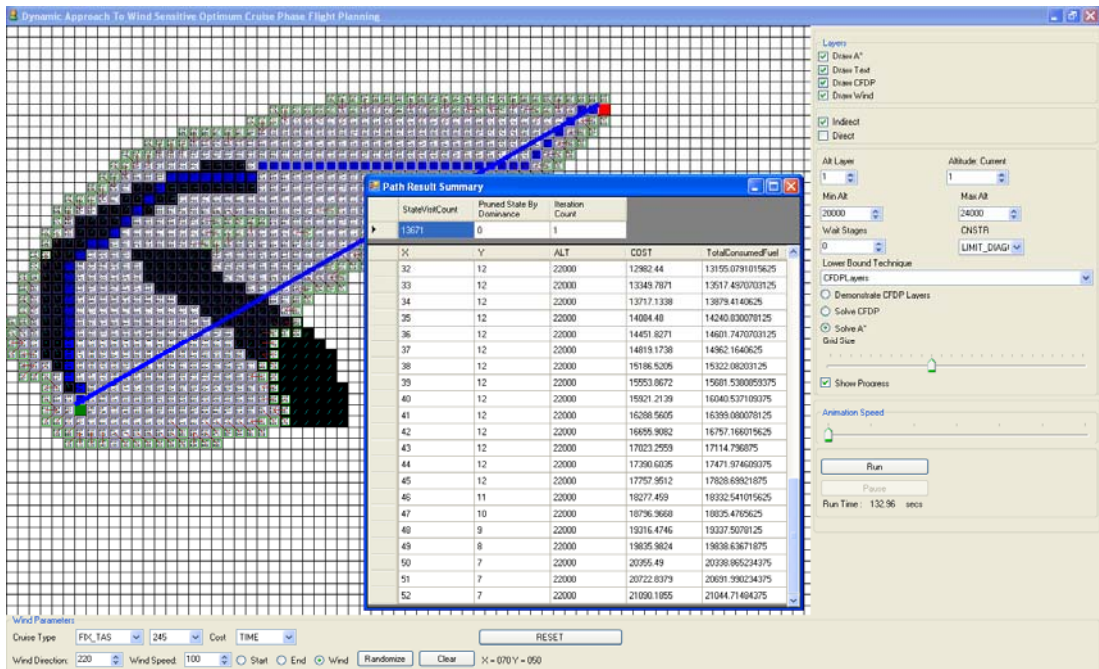 Dynamic Approach To Wind Sensitive Optimum Cruise Phase Flight Planning
Layers
Draw A*
Draw Text
Draw CFDP
Draw Wind
Indirect
Direct
Alt Layer Altitude: Current
1 1
Min Alt Max Alt
20000 24000
Wait Stages CNSTR
0 LIMIT_DIAG
Lower Bound Technique
CFDPLayers
Demonstrate CFDP Layers
Solve CFDP
Solve A*
Grid Size
Show Progress
Animation Speed
Run
Pause
Run Time : 132.96 secs
Path Result Summary
StateVisitCount Pruned State By Dominance Iteration Count
13671 0 1
X Y ALT COST TotalConsumedFuel
32 12 22000 12982.44 13155.0791015625
33 12 22000 13349.7871 13517.4970703125
34 12 22000 13717.1338 13879.4140625
35 12 22000 14084.48 14240.830078125
36 12 22000 14451.8271 14601.7470703125
37 12 22000 14819.1738 14962.1640625
38 12 22000 15186.5205 15322.08203125
39 12 22000 15553.8672 15681.5380859375
40 12 22000 15921.2139 16040.537109375
41 12 22000 16288.5605 16399.080078125
42 12 22000 16655.9082 16757.166015625
43 12 22000 17023.2559 17114.796875
44 12 22000 17390.6035 17471.974609375
45 12 22000 17757.9512 17828.69921875
46 11 22000 18277.459 18332.541015625
47 10 22000 18796.9668 18835.4765625
48 9 22000 19316.4746 19337.5078125
49 8 22000 19835.9824 19838.63671875
50 7 22000 20355.49 20338.865234375
51 7 22000 20722.8379 20691.990234375
52 7 22000 21090.1855 21044.71484375
Wind Parameters
Cruise Type FIX_TAS 245 Cost TIME RESET
Wind Direction: 220 Wind Speed: 100 Start End Wind Randomize Clear X = 070 Y = 050